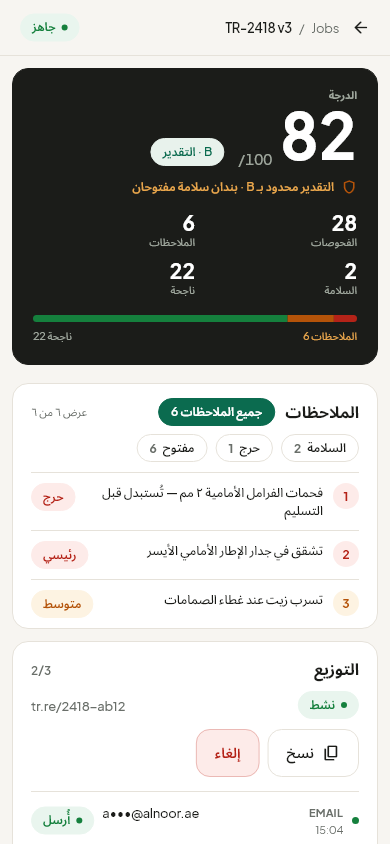 TR-2418 v3 / Jobs
جاهز
الدرجة
82 /100
B · التقدير
التقدير محدود بـ B · بندان سلامة مفتوحان
28
الفحوصات
6
الملاحظات
2
السلامة
22
ناجحة
6 الملاحظات
22 ناجحة
الملاحظات
جميع الملاحظات 6
عرض ٦ من ٦
السلامة 2
حرج 1
مفتوح 6
1
فحمات الفرامل الأمامية ٢ مم — تُستبدل قبل
التسليم
حرج
2
تشقق في جدار الإطار الأمامي الأيسر
رئيسي
3
تسرب زيت عند غطاء الصمامات
متوسط
التوزيع
2/3
نشط
tr.re/2418-ab12
نسخ
إلغاء
EMAIL
15:04
a•••@alnoor.ae
أُرسل